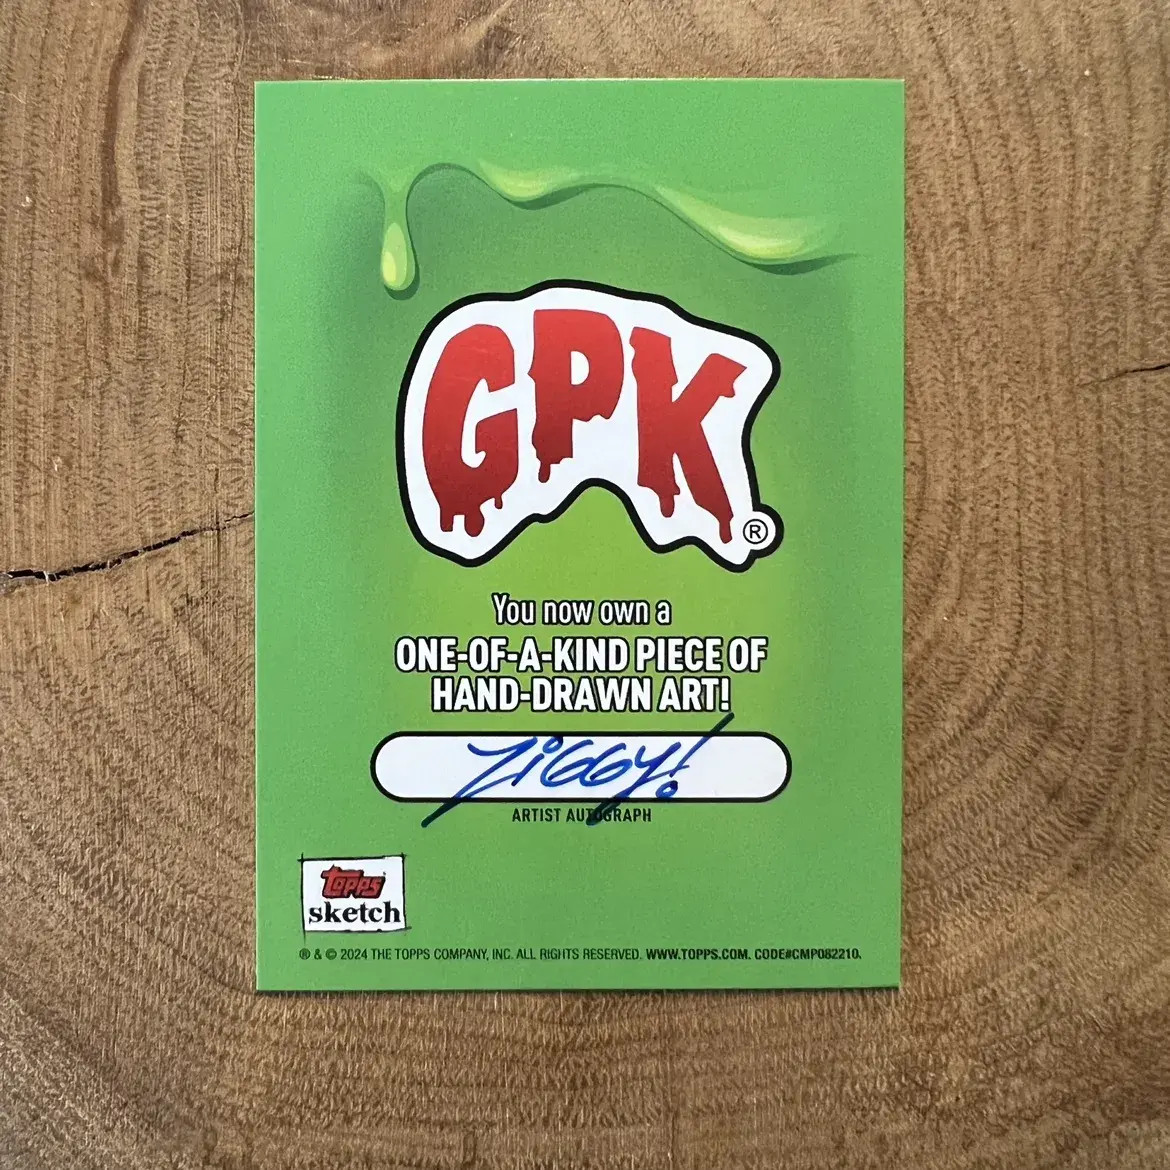 GPK®
You now own a
ONE-OF-A-KIND PIECE OF
HAND-DRAWN ART!
ZiGGY!
ARTIST AUTOGRAPH
topps
sketch
® & © 2024 THE TOPPS COMPANY, INC. ALL RIGHTS RESERVED. WWW.TOPPS.COM. CODE#CMP082210.